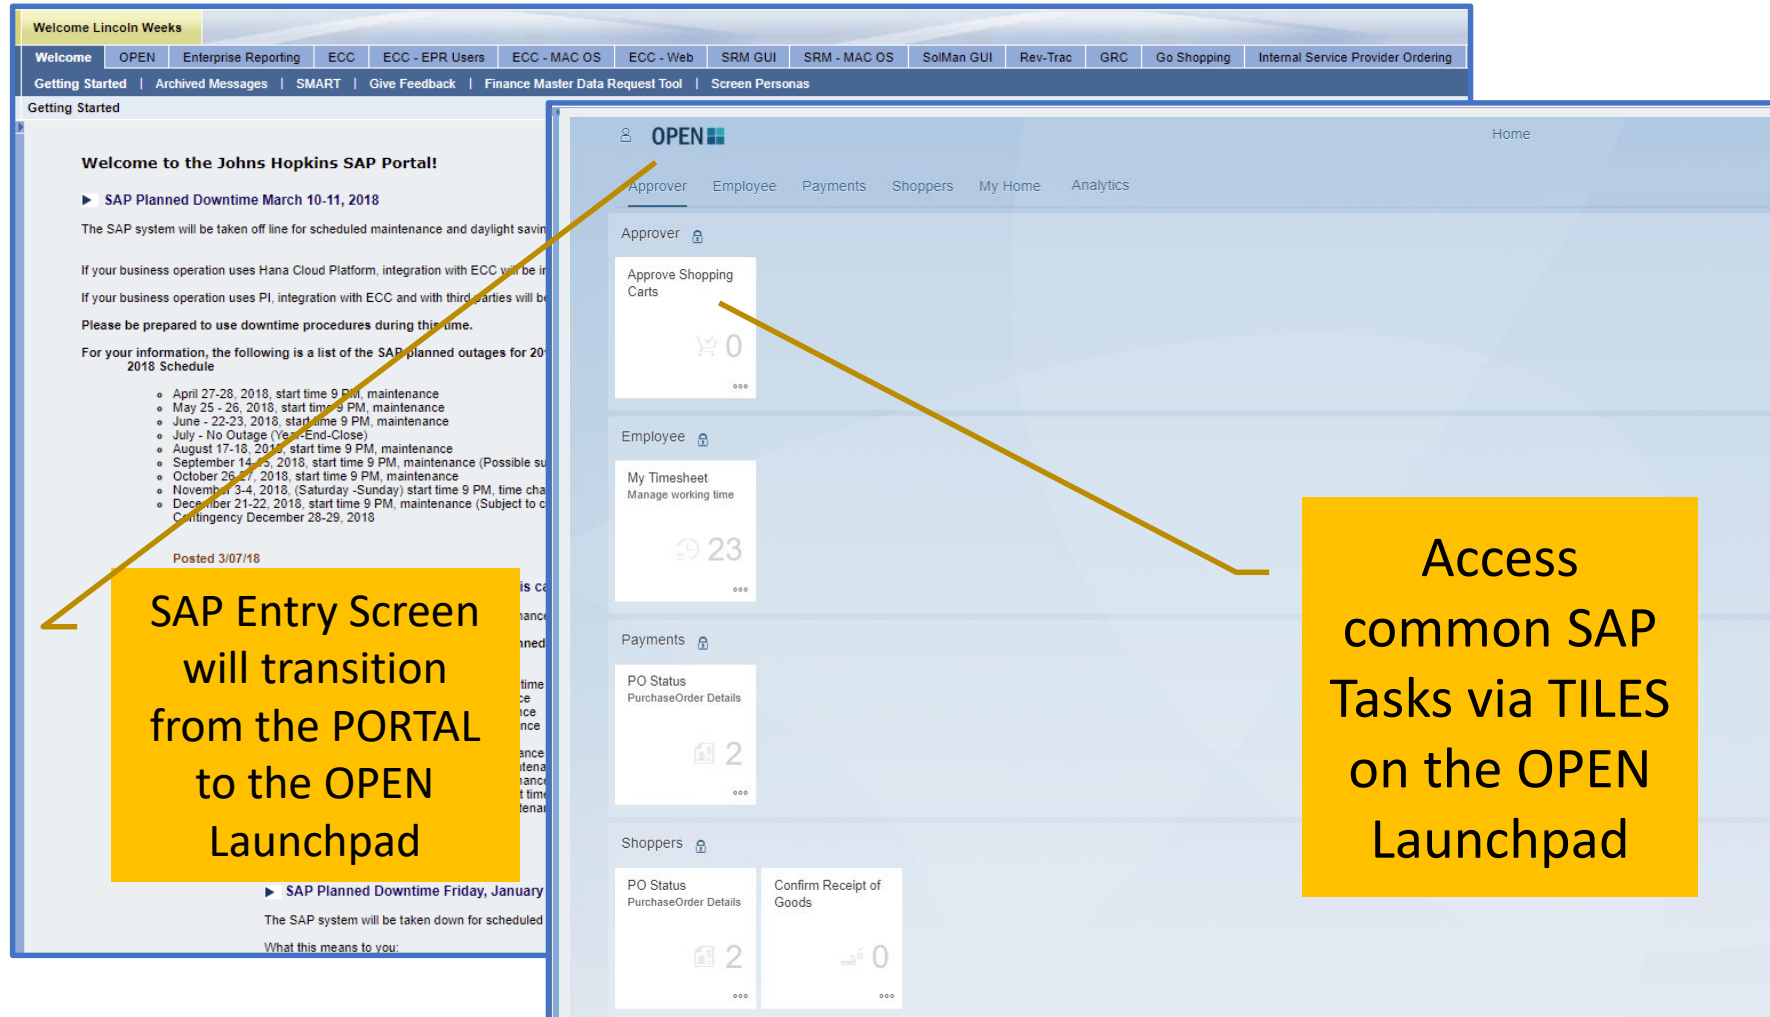 Welcome Lincoln Weeks
Welcome OPEN Enterprise Reporting ECC ECC - EPR Users ECC - MAC OS ECC - Web SRM GUI SRM - MAC OS SolMan GUI Rev-Trac GRC Go Shopping Internal Service Provider Ordering
Getting Started | Archived Messages | SMART | Give Feedback | Finance Master Data Request Tool | Screen Personas
Getting Started
Welcome to the Johns Hopkins SAP Portal!
SAP Planned Downtime March 10-11, 2018
The SAP system will be taken off line for scheduled maintenance and daylight
If your business operation uses Hana Cloud Platform, integration with ECC will be
If your business operation uses PI, integration with ECC and with third parties will
Please be prepared to use downtime procedures during this time.
For your information, the following is a list of the SAP planned outages for
2018 Schedule
April 27-28, 2018, start time 9 PM, maintenance
May 25 - 26, 2018, start time 9 PM, maintenance
June - 22-23, 2018, start time 9 PM, maintenance
July - No Outage (Year-End-Close)
August 17-18, 2018, start time 9 PM, maintenance
September 14-15, 2018, start time 9 PM, maintenance (Possible
October 26-27, 2018, start time 9 PM, maintenance
November 3-4, 2018, (Saturday -Sunday) start time 9 PM, time
December 21-22, 2018, start time 9 PM, maintenance (Subject to
Contingency December 28-29, 2018
Posted 3/07/18
SAP Entry Screen
will transition
from the PORTAL
to the OPEN
Launchpad
SAP Planned Downtime Friday, January
The SAP system will be taken down for scheduled
What this means to you:
OPEN
Home
Approver Employee Payments Shoppers My Home Analytics
Approver
Approve Shopping
Carts
0
Employee
My Timesheet
Manage working time
23
Payments
PO Status
PurchaseOrder Details
2
Shoppers
PO Status
PurchaseOrder Details
2
Confirm Receipt of
Goods
0
Access
common SAP
Tasks via TILES
on the OPEN
Launchpad